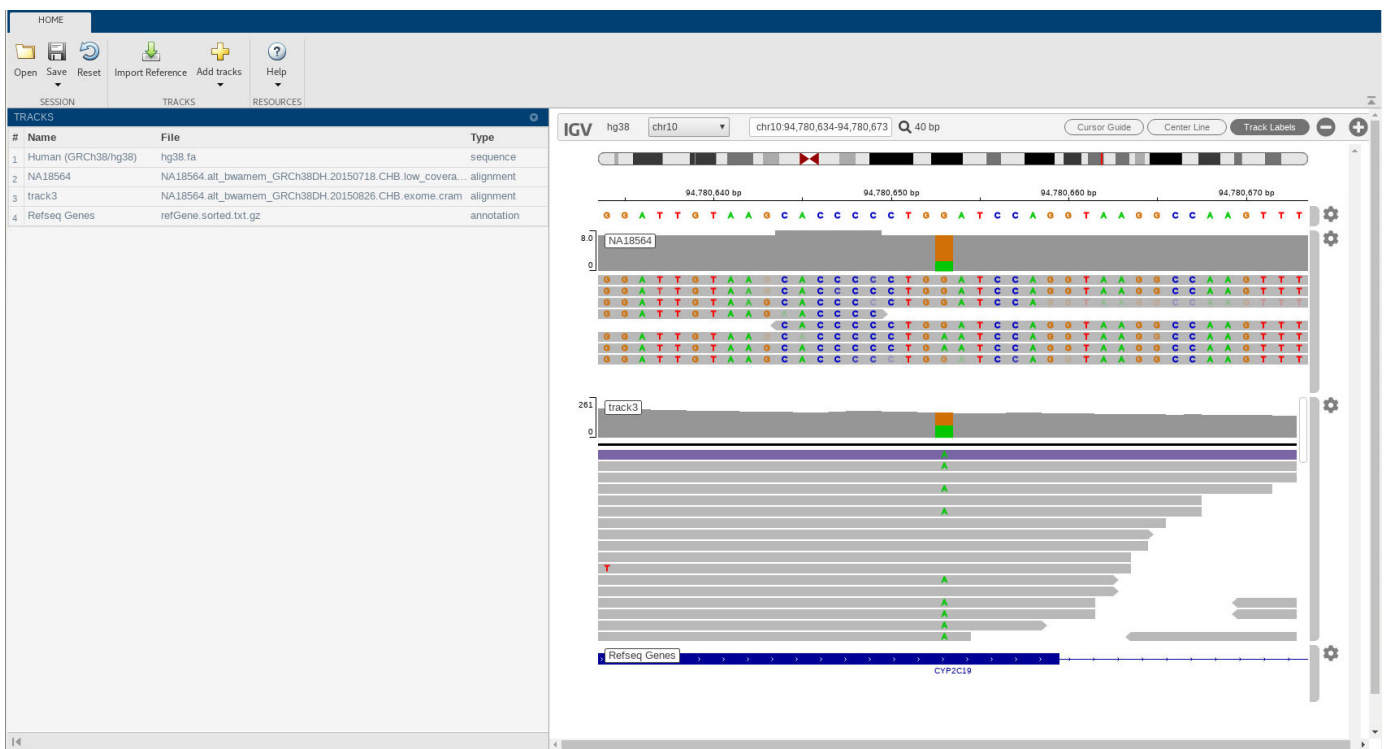 HOME
Open Save Reset Import Reference Add tracks Help
SESSION TRACKS RESOURCES
TRACKS
# Name File Type
1 Human (GRCh38/hg38) hg38.fa sequence
2 NA18564 NA18564.alt_bwamem_GRCh38DH.20150718.CHB.low_covera... alignment
3 track3 NA18564.alt_bwamem_GRCh38DH.20150826.CHB.exome.cram alignment
4 Refseq Genes refGene.sorted.txt.gz annotation
IGV hg38 chr10 chr10:94,780,634-94,780,673 40 bp Cursor Guide Center Line Track Labels
94,780,640 bp 94,780,650 bp 94,780,660 bp 94,780,670 bp
G G A T T G T A A G C A C C C C C T G G A T C C A G G T A A G G C C A A G T T T
8.0 NA18564
0
G G A T T G T A A G C A C C C C C T G G A T C C A G G T A A G G C C A A G T T T
G G A T T G T A A G C A C C C C C T G G A T C C A G G T A A G G C C A A G T T T
G G A T T G T A A G C A C C C C C T G G A T C C A G G T A A G G C C A A G T T T
G G A T T G T A A G A A C C C C
C A C C C C C T G G A T C C A G G T A A G G C C A A G T T T
G G A T T G T A A G C A C C C C C T G A A T C C A G G T A A G G C C A A G T T T
G G A T T G T A A G C A C C C C C T G A A T C C A G G T A A G G C C A A G T T T
G G A T T G T A A G C A C C C C C T G G A T C C A G G T A A G G C C A A G T T T
261 track3
0
A
A
A
A
T
A
A
A
A
A
Refseq Genes
CYP2C19